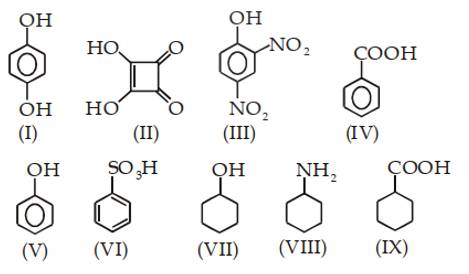 OH
OH
(I)
HO
O
HO
O
(II)
OH
NO2
NO2
(III)
COOH
(IV)
OH
(V)
SO3H
(VI)
OH
(VII)
NH2
(VIII)
COOH
(IX)